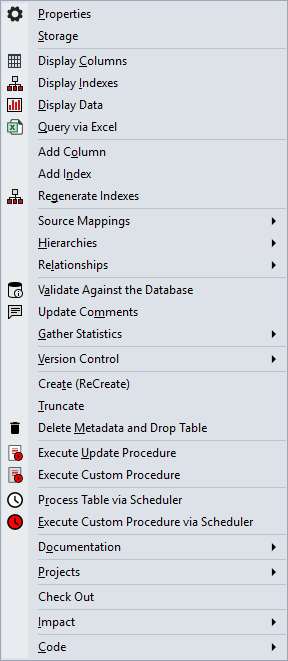 Properties
Storage
Display Columns
Display Indexes
Display Data
Query via Excel
Add Column
Add Index
Regenerate Indexes
Source Mappings
Hierarchies
Relationships
Validate Against the Database
Update Comments
Gather Statistics
Version Control
Create (ReCreate)
Truncate
Delete Metadata and Drop Table
Execute Update Procedure
Execute Custom Procedure
Process Table via Scheduler
Execute Custom Procedure via Scheduler
Documentation
Projects
Check Out
Impact
Code